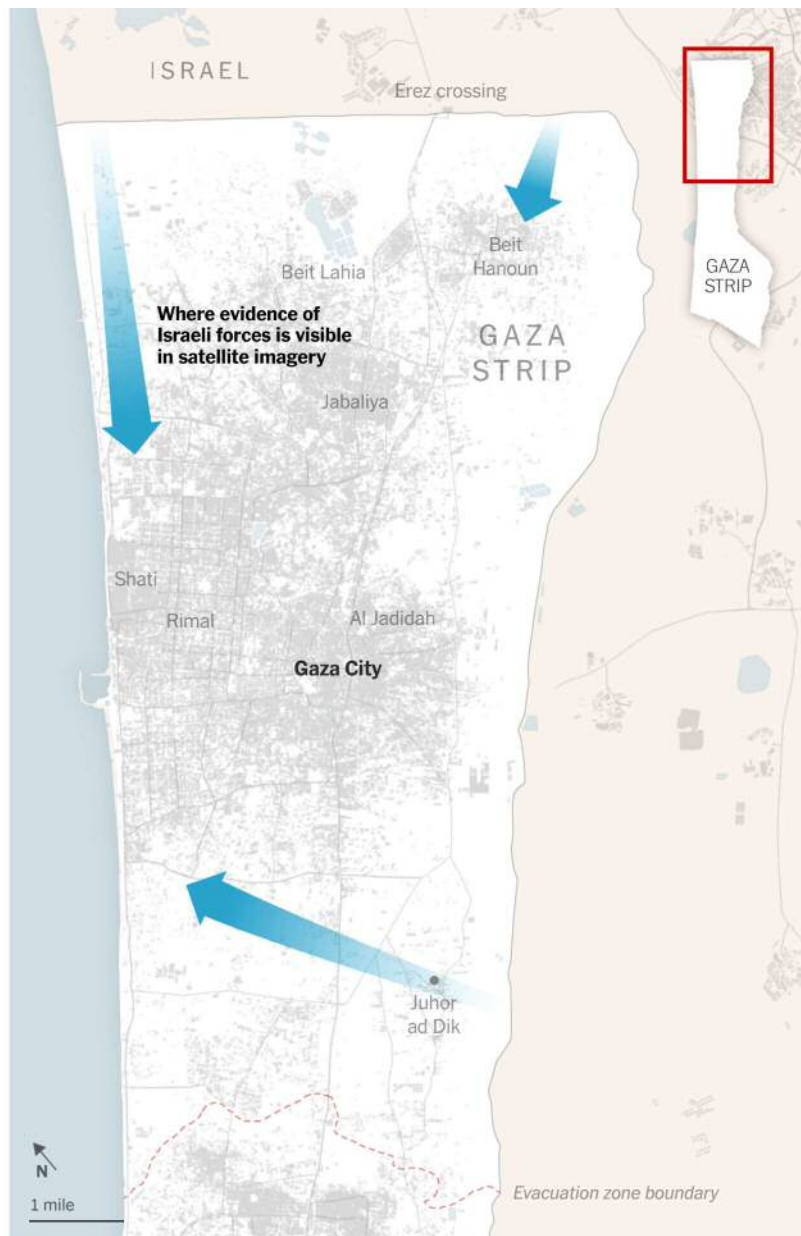 ISRAEL
Erez crossing
GAZA
STRIP
Beit
Hanoun
Beit Lahia
Where evidence of
Israeli forces is visible
in satellite imagery
GAZA
STRIP
Jabaliya
Shati
Rimal
Al Jadidah
Gaza City
Juhor
ad Dik
N
1 mile
Evacuation zone boundary